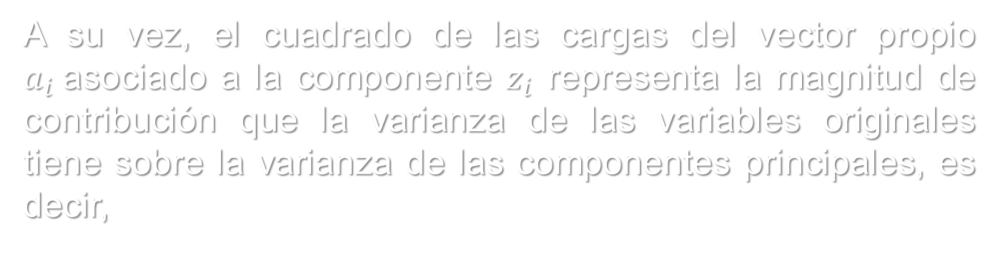 A su vez, el cuadrado de las cargas del vector propio
a_i asociado a la componente z_i representa la magnitud de
contribución que la varianza de las variables originales
tiene sobre la varianza de las componentes principales, es
decir,